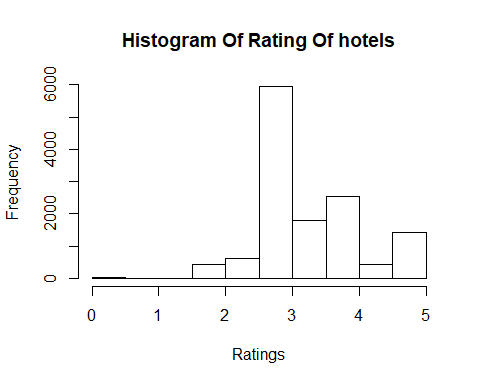 Histogram Of Rating Of hotels
6000
4000
2000
0
Frequency
0 1 2 3 4 5
Ratings